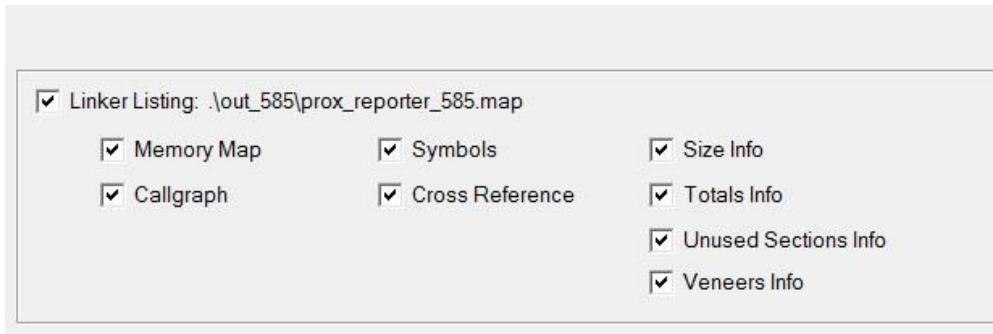 Linker Listing: .\out_585\prox_reporter_585.map
Memory Map Symbols Size Info
Callgraph Cross Reference Totals Info
Unused Sections Info
Veneers Info